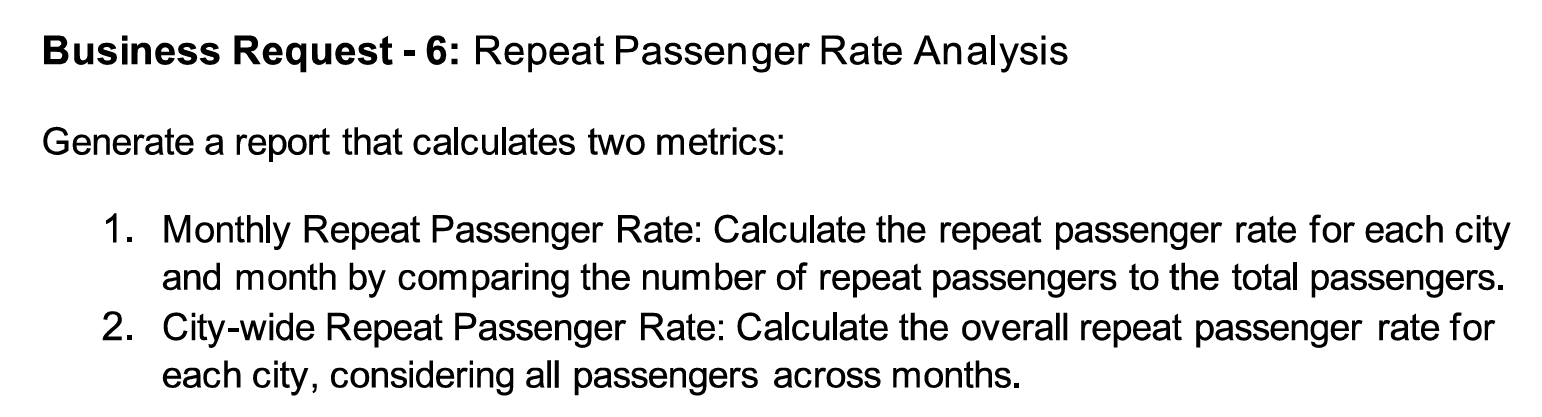 Business Request - 6: Repeat Passenger Rate Analysis
Generate a report that calculates two metrics:
1. Monthly Repeat Passenger Rate: Calculate the repeat passenger rate for each city
and month by comparing the number of repeat passengers to the total passengers.
2. City-wide Repeat Passenger Rate: Calculate the overall repeat passenger rate for
each city, considering all passengers across months.